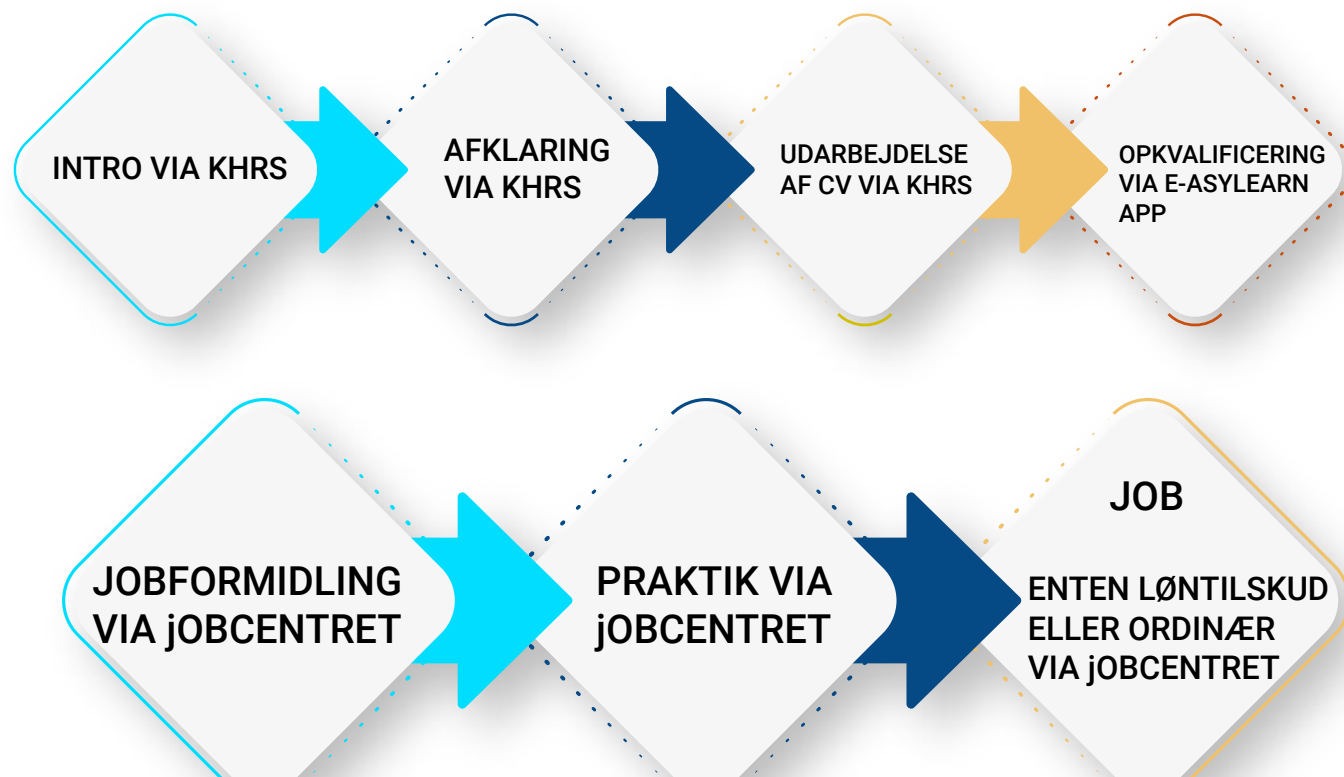 INTRO VIA KHRS
AFKLARING
VIA KHRS
UDARBEJDELSE
AF CV VIA KHRS
OPKVALIFICERING
VIA E-ASYLEARN
APP
JOBFORMIDLING
VIA jOBCENTRET
PRAKTIK VIA
jOBCENTRET
JOB
ENTEN LØNTILSKUD
ELLER ORDINÆR
VIA jOBCENTRET